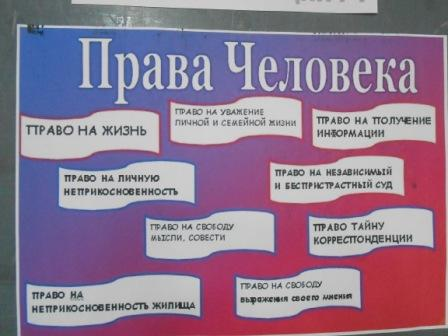 Права Человека
ПРАВО НА ЖИЗНЬ
ПРАВО НА УВАЖЕНИЕ
ЛИЧНОЙ И СЕМЕЙНОЙ ЖИЗНИ
ПРАВО НА ПОЛУЧЕНИЕ
ИНФОРМАЦИИ
ПРАВО НА ЛИЧНУЮ
НЕПРИКОСНОВЕННОСТЬ
ПРАВО НА НЕЗАВИСИМЫЙ
И БЕСПРИСТРАСТНЫЙ СУД
ПРАВО НА СВОБОДУ
МЫСЛИ, СОВЕСТИ
ПРАВО ТАЙНУ
КОРРЕСПОНДЕНЦИИ
ПРАВО НА
НЕПРИКОСНОВЕННОСТЬ ЖИЛИЩА
ПРАВО НА СВОБОДУ
выражения своего мнения